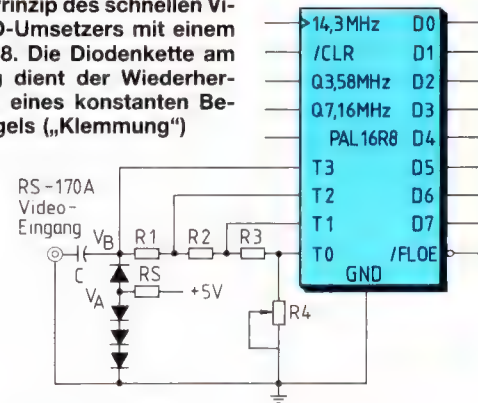 rinzip des schnellen Vi-
D-Umsetzers mit einem
8. Die Diodenkette am
g dient der Wiederher-
eines konstanten Be-
gels („Klemmung“)
14,3MHz D0
/CLR D1
Q3,58MHz D2
Q7,16MHz D3
PAL16R8 D4
T3 D5
T2 D6
T1 D7
T0 /FLOE
GND
RS-170A
Video-
Eingang
VB R1 R2 R3
C RS
VA +5V
R4